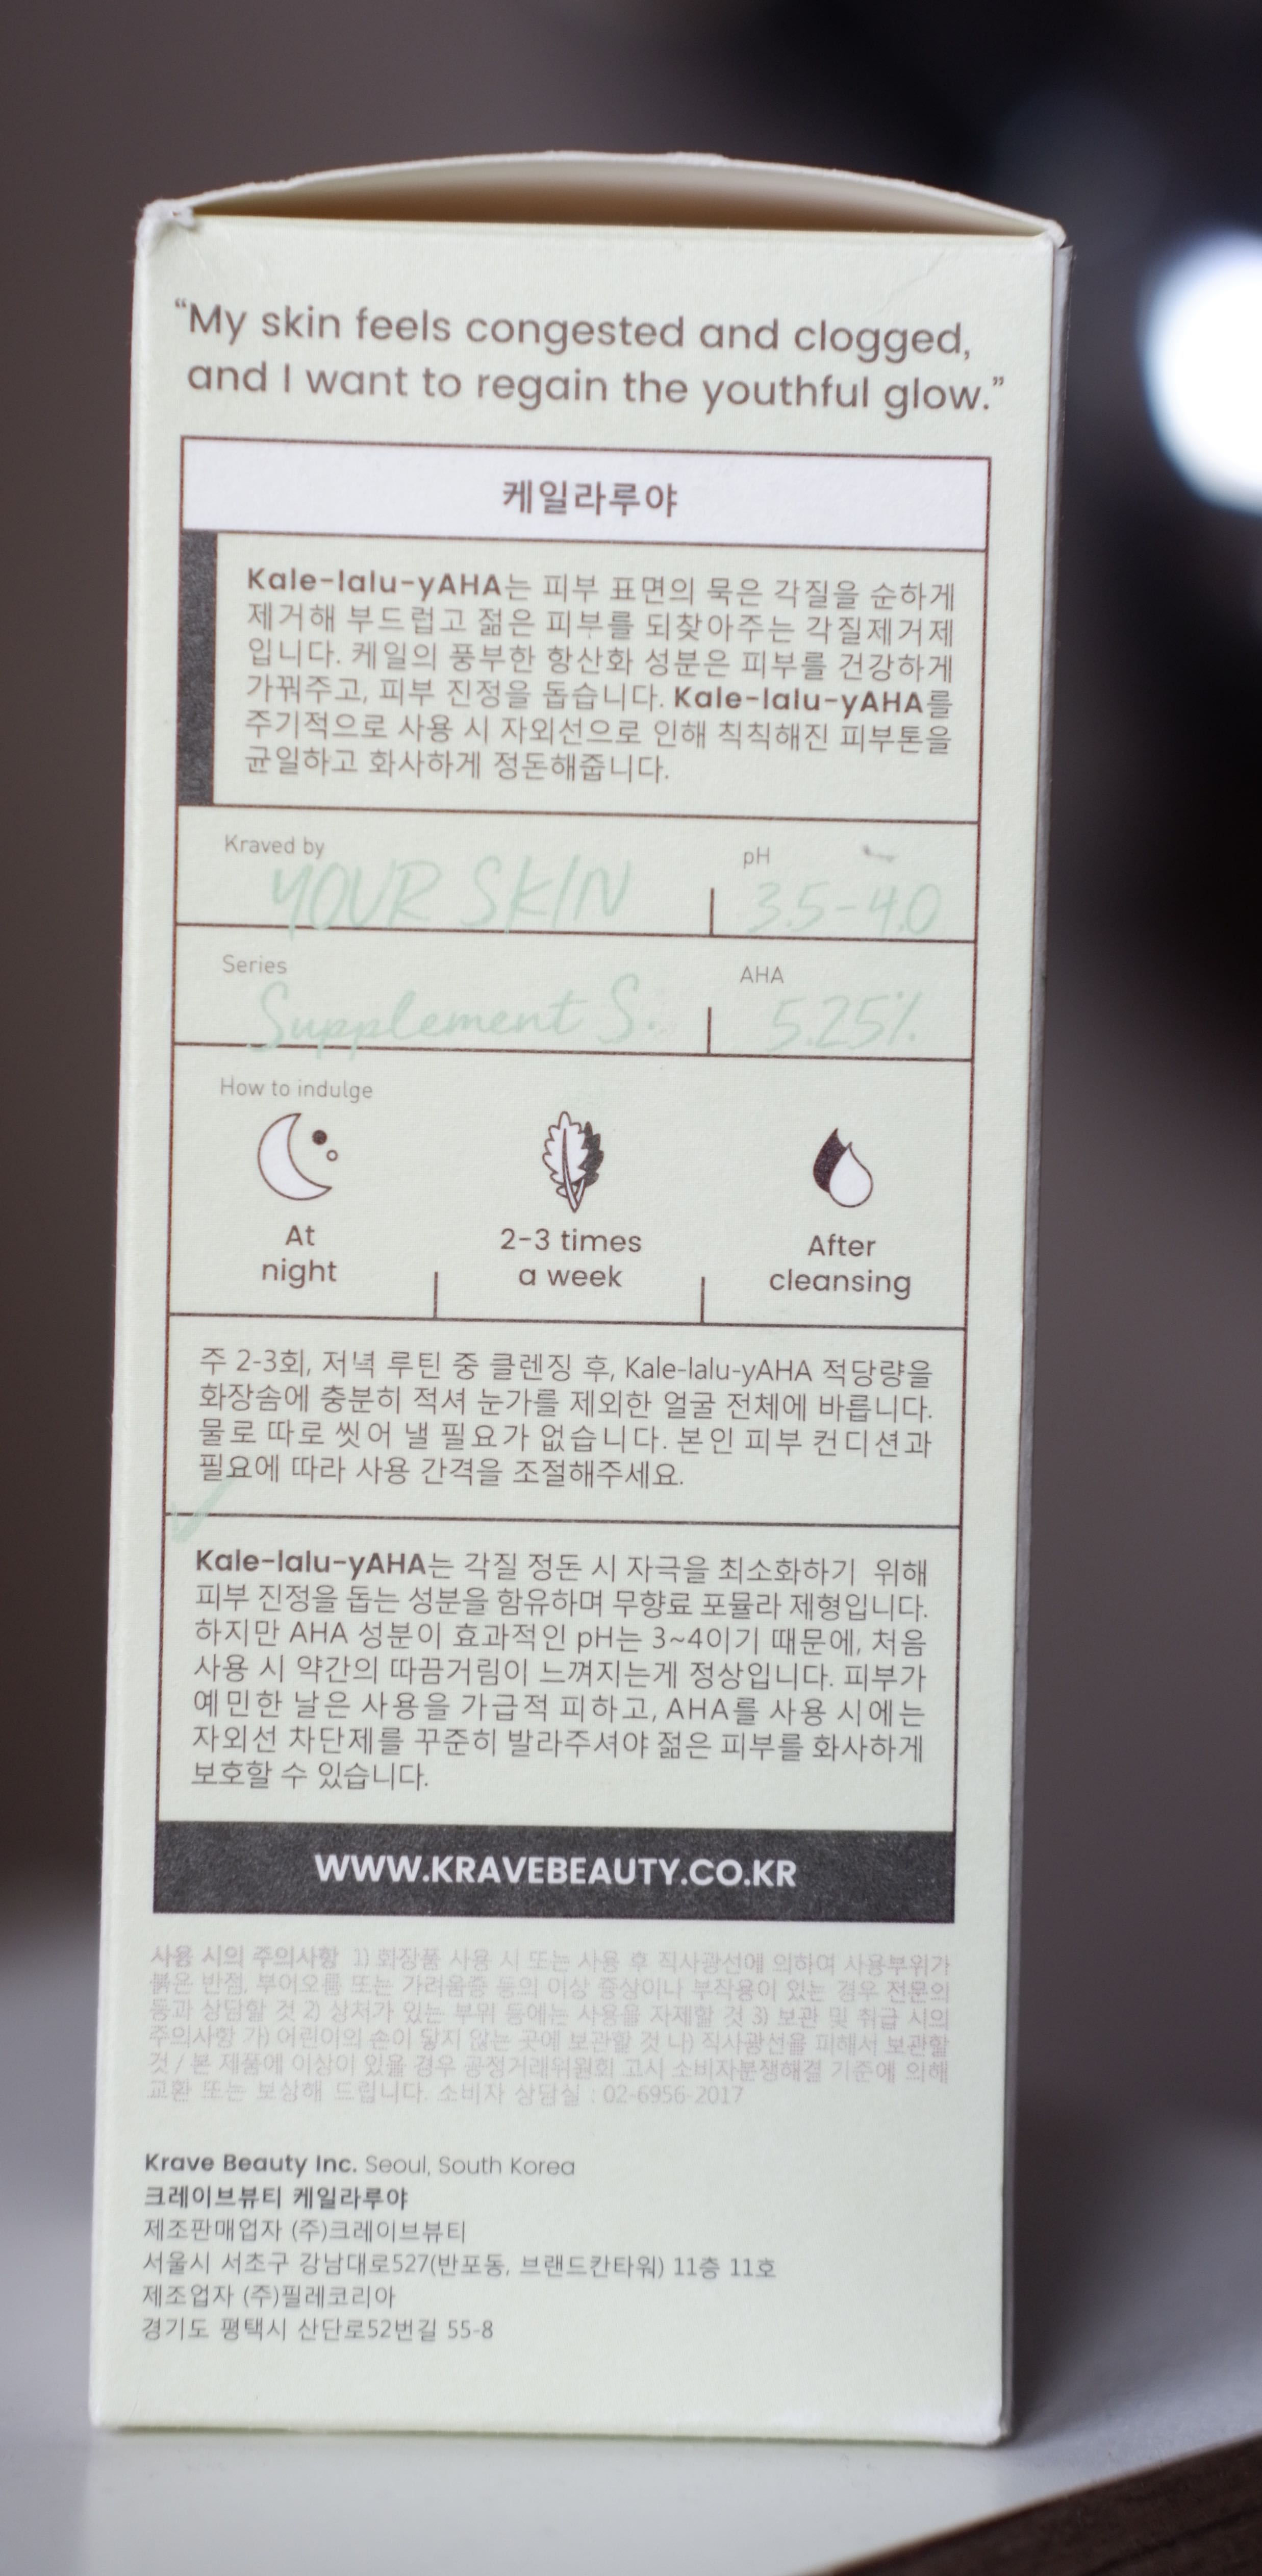 “My skin feels congested and clogged,
and I want to regain the youthful glow.”
케일라루야
Kale-lalu-yAHA는 피부 표면의 묵은 각질을 순하게
제거해 부드럽고 젊은 피부를 되찾아주는 각질제거제
입니다. 케일의 풍부한 항산화 성분은 피부를 건강하게
가꿔주고, 피부 진정을 돕습니다. Kale-lalu-yAHA를
주기적으로 사용 시 자외선으로 인해 칙칙해진 피부톤을
균일하고 화사하게 정돈해줍니다.
Kraved by
YOUR SKIN
pH
3.5-4.0
Series
Supplement S.
AHA
5.25%
How to indulge
At
night
2-3 times
a week
After
cleansing
주 2-3회, 저녁 루틴 중 클렌징 후, Kale-lalu-yAHA 적당량을
화장솜에 충분히 적셔 눈가를 제외한 얼굴 전체에 바릅니다.
물로 따로 씻어 낼 필요가 없습니다. 본인 피부 컨디션과
필요에 따라 사용 간격을 조절해주세요.
Kale-lalu-yAHA는 각질 정돈 시 자극을 최소화하기 위해
피부 진정을 돕는 성분을 함유하며 무향료 포뮬라 제형입니다.
하지만 AHA 성분이 효과적인 pH는 3~4이기 때문에, 처음
사용 시 약간의 따끔거림이 느껴지는게 정상입니다. 피부가
예민한 날은 사용을 가급적 피하고, AHA를 사용 시에는
자외선 차단제를 꾸준히 발라주셔야 젊은 피부를 화사하게
보호할 수 있습니다.
WWW.KRAVEBEAUTY.CO.KR
사용 시의 주의사항 1) 화장품 사용 시 또는 사용 후 직사광선에 의하여 사용부위가
붉은 반점, 부어오름 또는 가려움증 등의 이상 증상이나 부작용이 있는 경우 전문의
등과 상담할 것 2) 상처가 있는 부위 등에는 사용을 자제할 것 3) 보관 및 취급 시의
주의사항 가) 어린이의 손이 닿지 않는 곳에 보관할 것 나) 직사광선을 피해서 보관할
것 / 본 제품에 이상이 있을 경우 공정거래위원회 고시 소비자분쟁해결 기준에 의해
교환 또는 보상해 드립니다. 소비자 상담실 : 02-6956-2017
Krave Beauty Inc. Seoul, South Korea
크레이브뷰티 케일라루야
제조판매업자 (주)크레이브뷰티
서울시 서초구 강남대로527(반포동, 브랜드칸타워) 11층 11호
제조업자 (주)필레코리아
경기도 평택시 산단로52번길 55-8